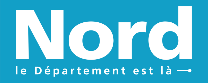 Nord
le Département est là →